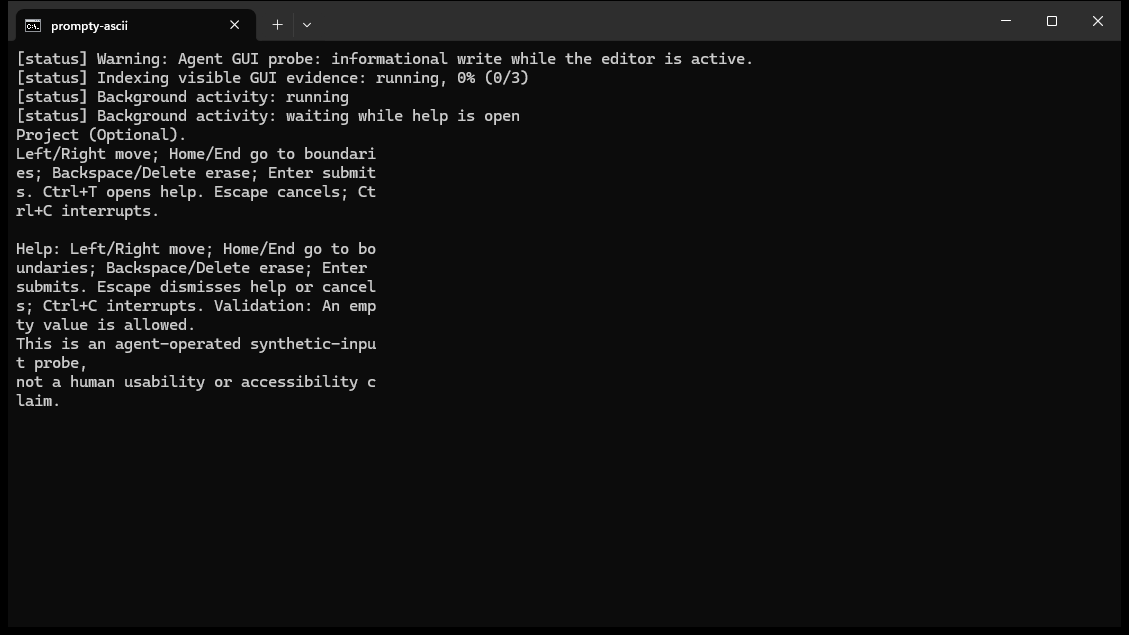 prompty-ascii
[status] Warning: Agent GUI probe: informational write while the editor is active.
[status] Indexing visible GUI evidence: running, 0% (0/3)
[status] Background activity: running
[status] Background activity: waiting while help is open
Project (Optional).
Left/Right move; Home/End go to boundari
es; Backspace/Delete erase; Enter submit
s. Ctrl+T opens help. Escape cancels; Ct
rl+C interrupts.

Help: Left/Right move; Home/End go to bo
undaries; Backspace/Delete erase; Enter
submits. Escape dismisses help or cancel
s; Ctrl+C interrupts. Validation: An emp
ty value is allowed.
This is an agent-operated synthetic-inpu
t probe,
not a human usability or accessibility c
laim.